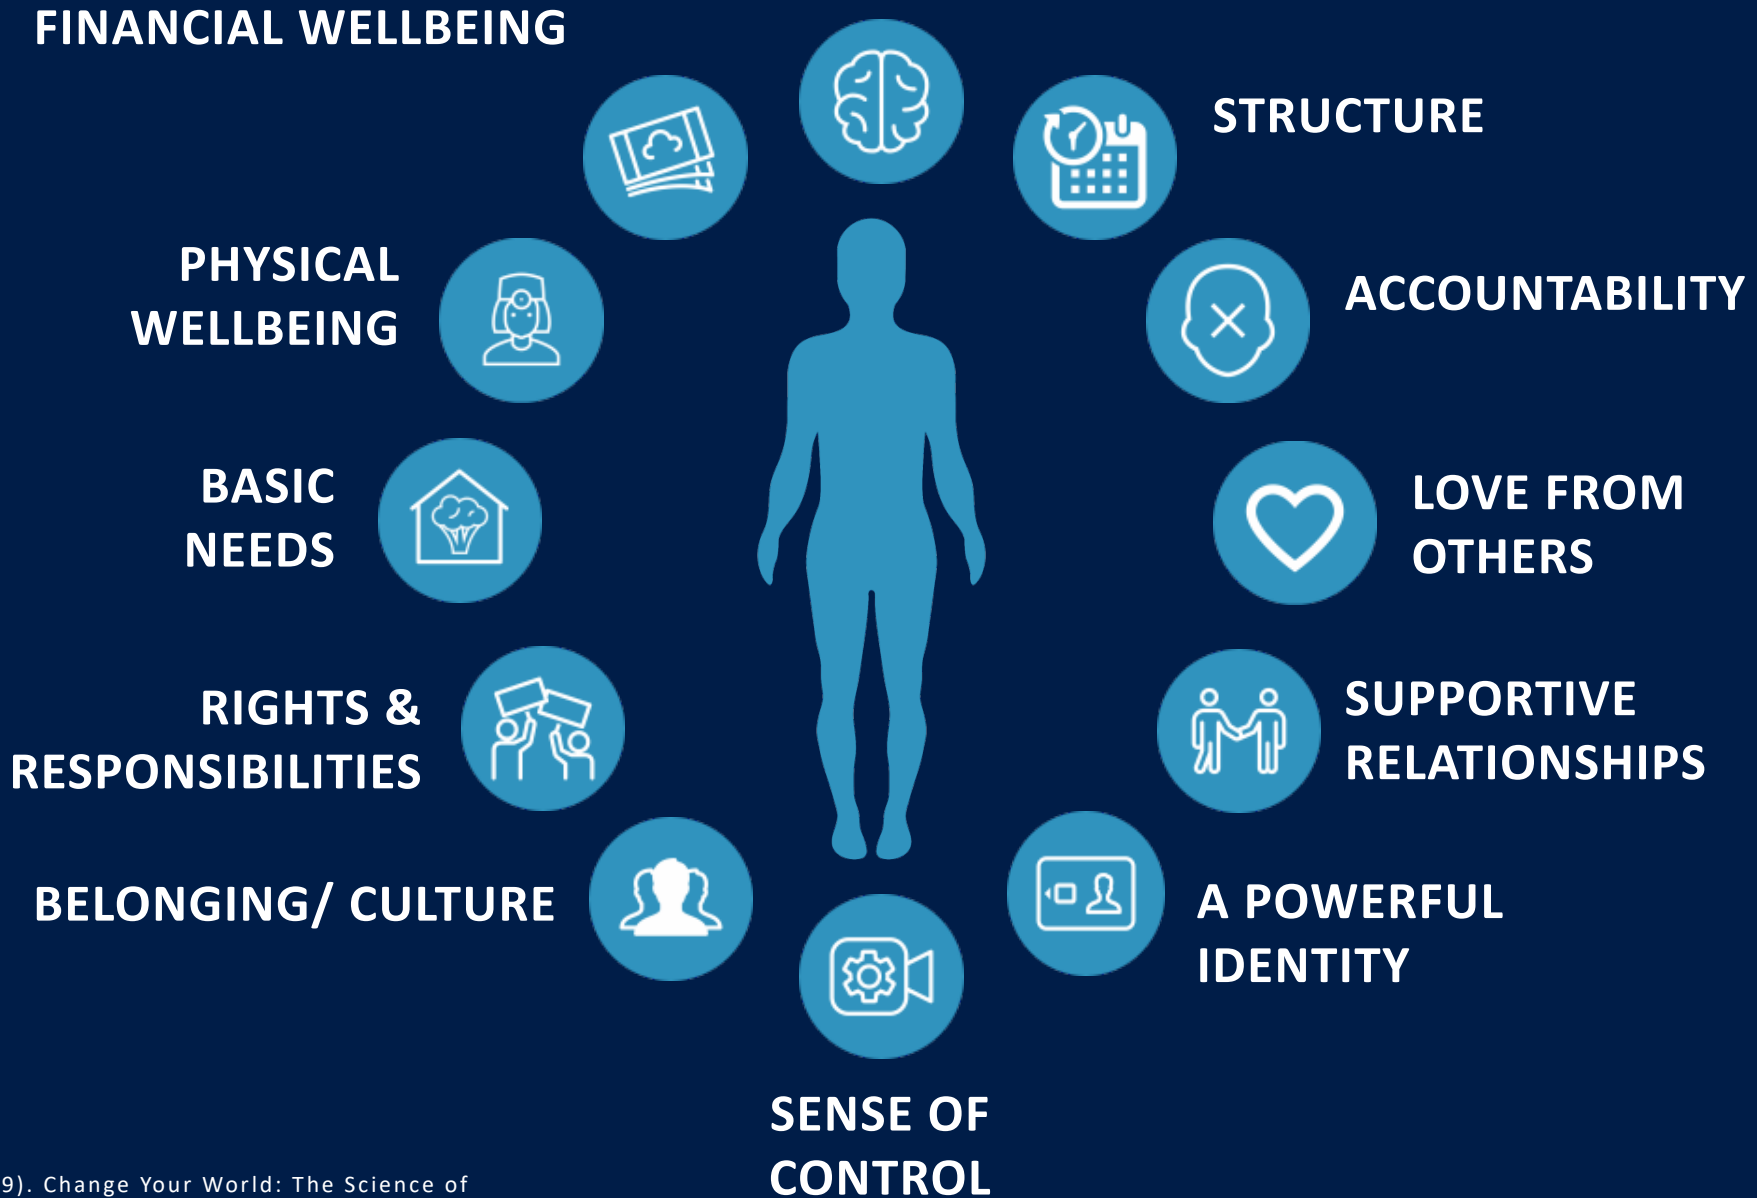 FINANCIAL WELLBEING
STRUCTURE
PHYSICAL
WELLBEING
ACCOUNTABILITY
BASIC
NEEDS
LOVE FROM
OTHERS
RIGHTS &
RESPONSIBILITIES
SUPPORTIVE
RELATIONSHIPS
BELONGING/ CULTURE
A POWERFUL
IDENTITY
SENSE OF
CONTROL
9). Change Your World: The Science of